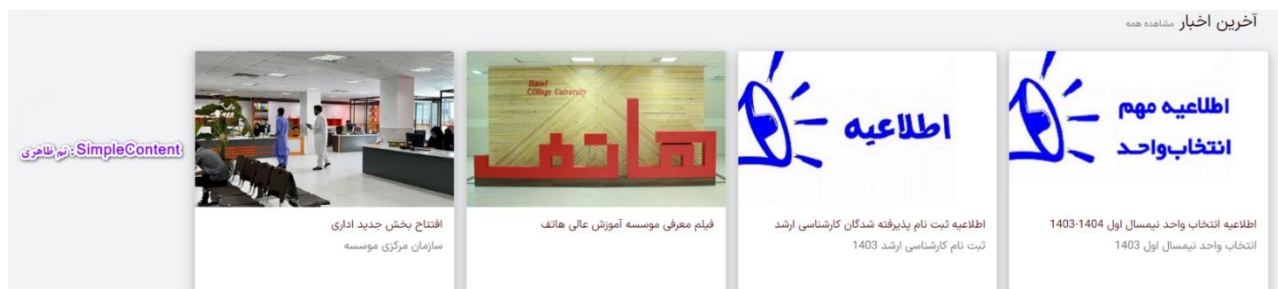 آخرین اخبار مشاهده همه
اطلاعیه مهم
انتخاب‌واحد
اطلاعیه انتخاب واحد نیمسال اول 1404-1403
انتخاب واحد نیمسال اول 1403
اطلاعیه
اطلاعیه ثبت نام پذیرفته شدگان کارشناسی ارشد
ثبت نام کارشناسی ارشد 1403
Hatef
COllege University
هاتف
فیلم معرفی موسسه آموزش عالی هاتف
افتتاح بخش جدید اداری
سازمان مرکزی موسسه
تم ظاهری :SimpleContent